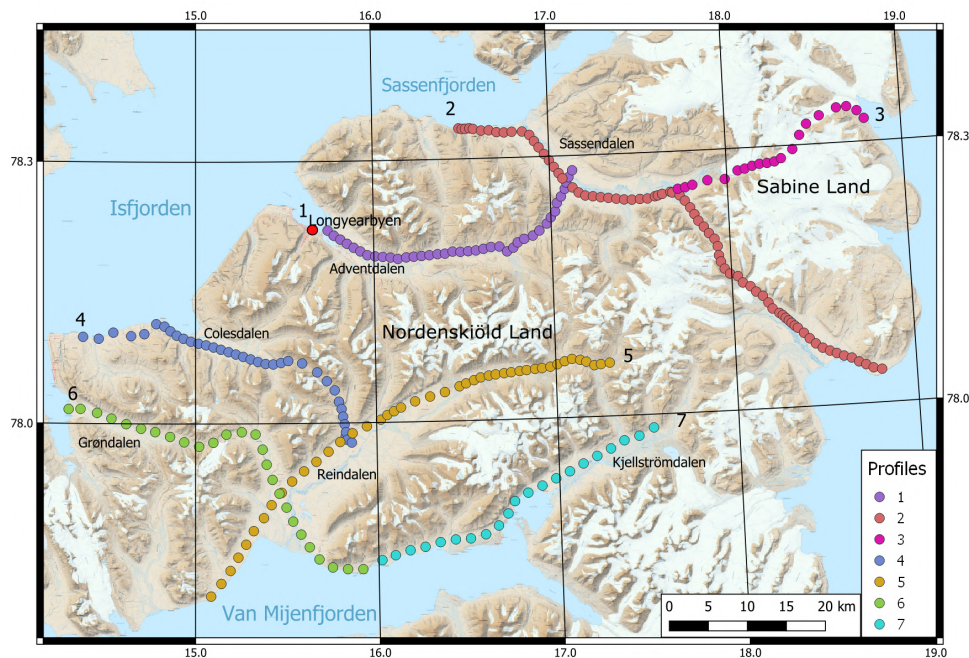 15.0 16.0 17.0 18.0 19.0
Sassenfjorden
2
3
Sassendalen
78.3
78.3
Sabine Land
Isfjorden
1
Longyearbyen
Adventdalen
4
Colesdalen
Nordenskiöld Land
5
6
78.0
78.0
7
Grøndalen
Reindalen
Kjellströmdalen
Profiles
1
2
3
4
5
6
7
Van Mijenfjorden
0 5 10 15 20 km
15.0 16.0 17.0 18.0 19.0